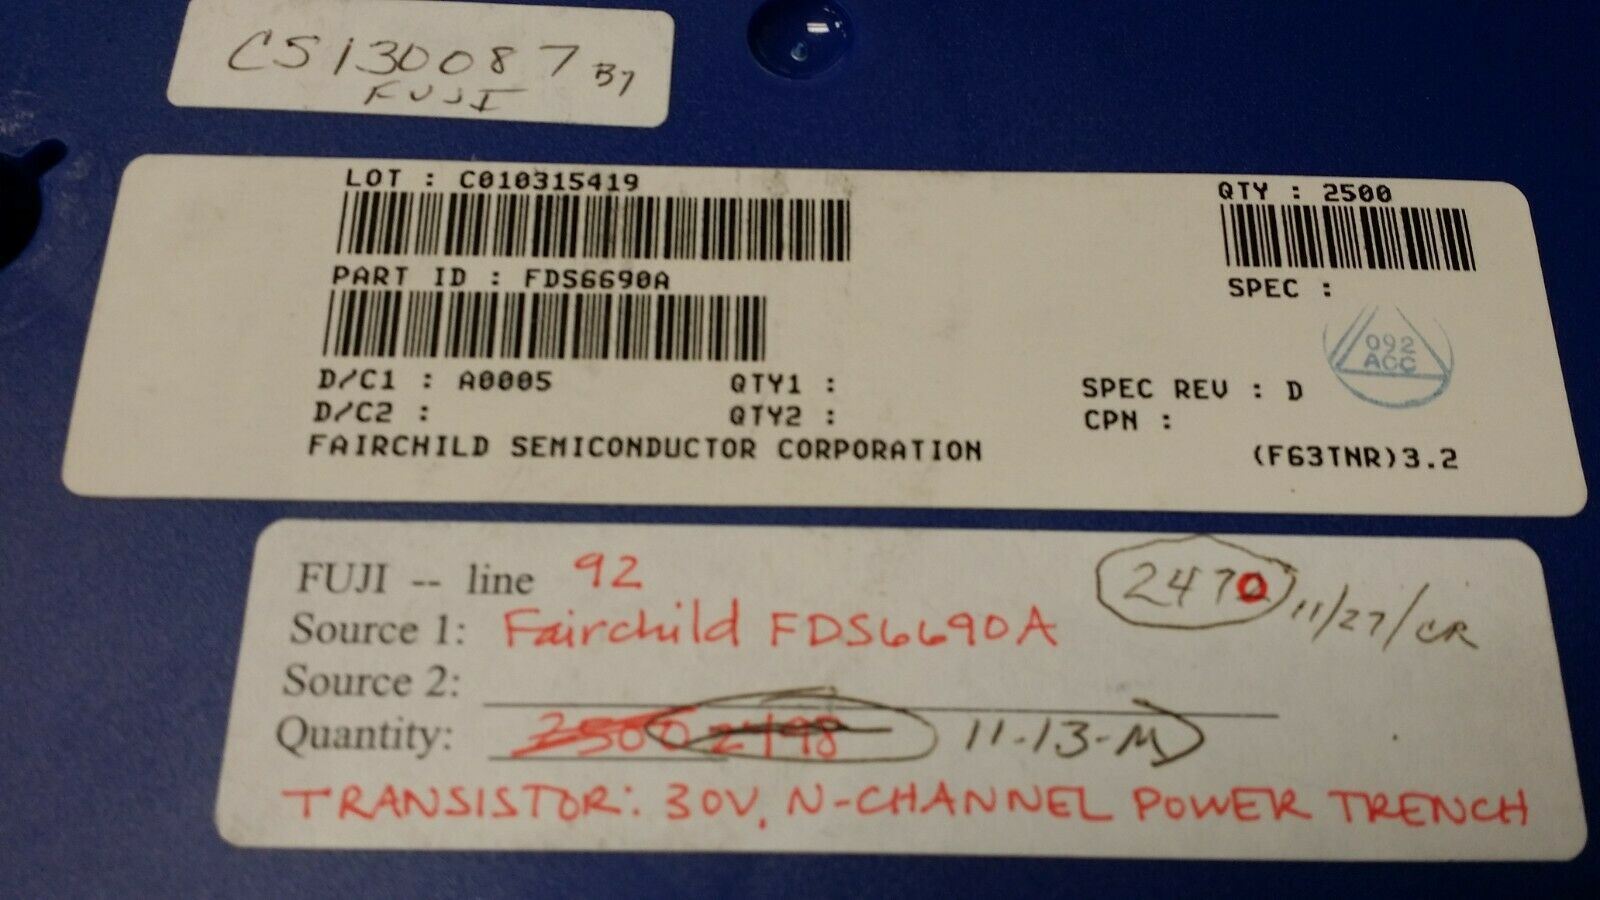 CS130087 B7
FUJI
LOT : C010315419
QTY : 2500
PART ID : FDS6690A
SPEC :
092
ACC
D/C1 : A0005 QTY1 :
SPEC REV : D
D/C2 : QTY2 :
CPN :
FAIRCHILD SEMICONDUCTOR CORPORATION
(F63TNR)3.2
FUJI -- line 92
2470 11/27/CR
Source 1: Fairchild FDS6690A
Source 2:
Quantity: 2500 2498 11-13-M
TRANSISTOR: 30V, N-CHANNEL POWER TRENCH